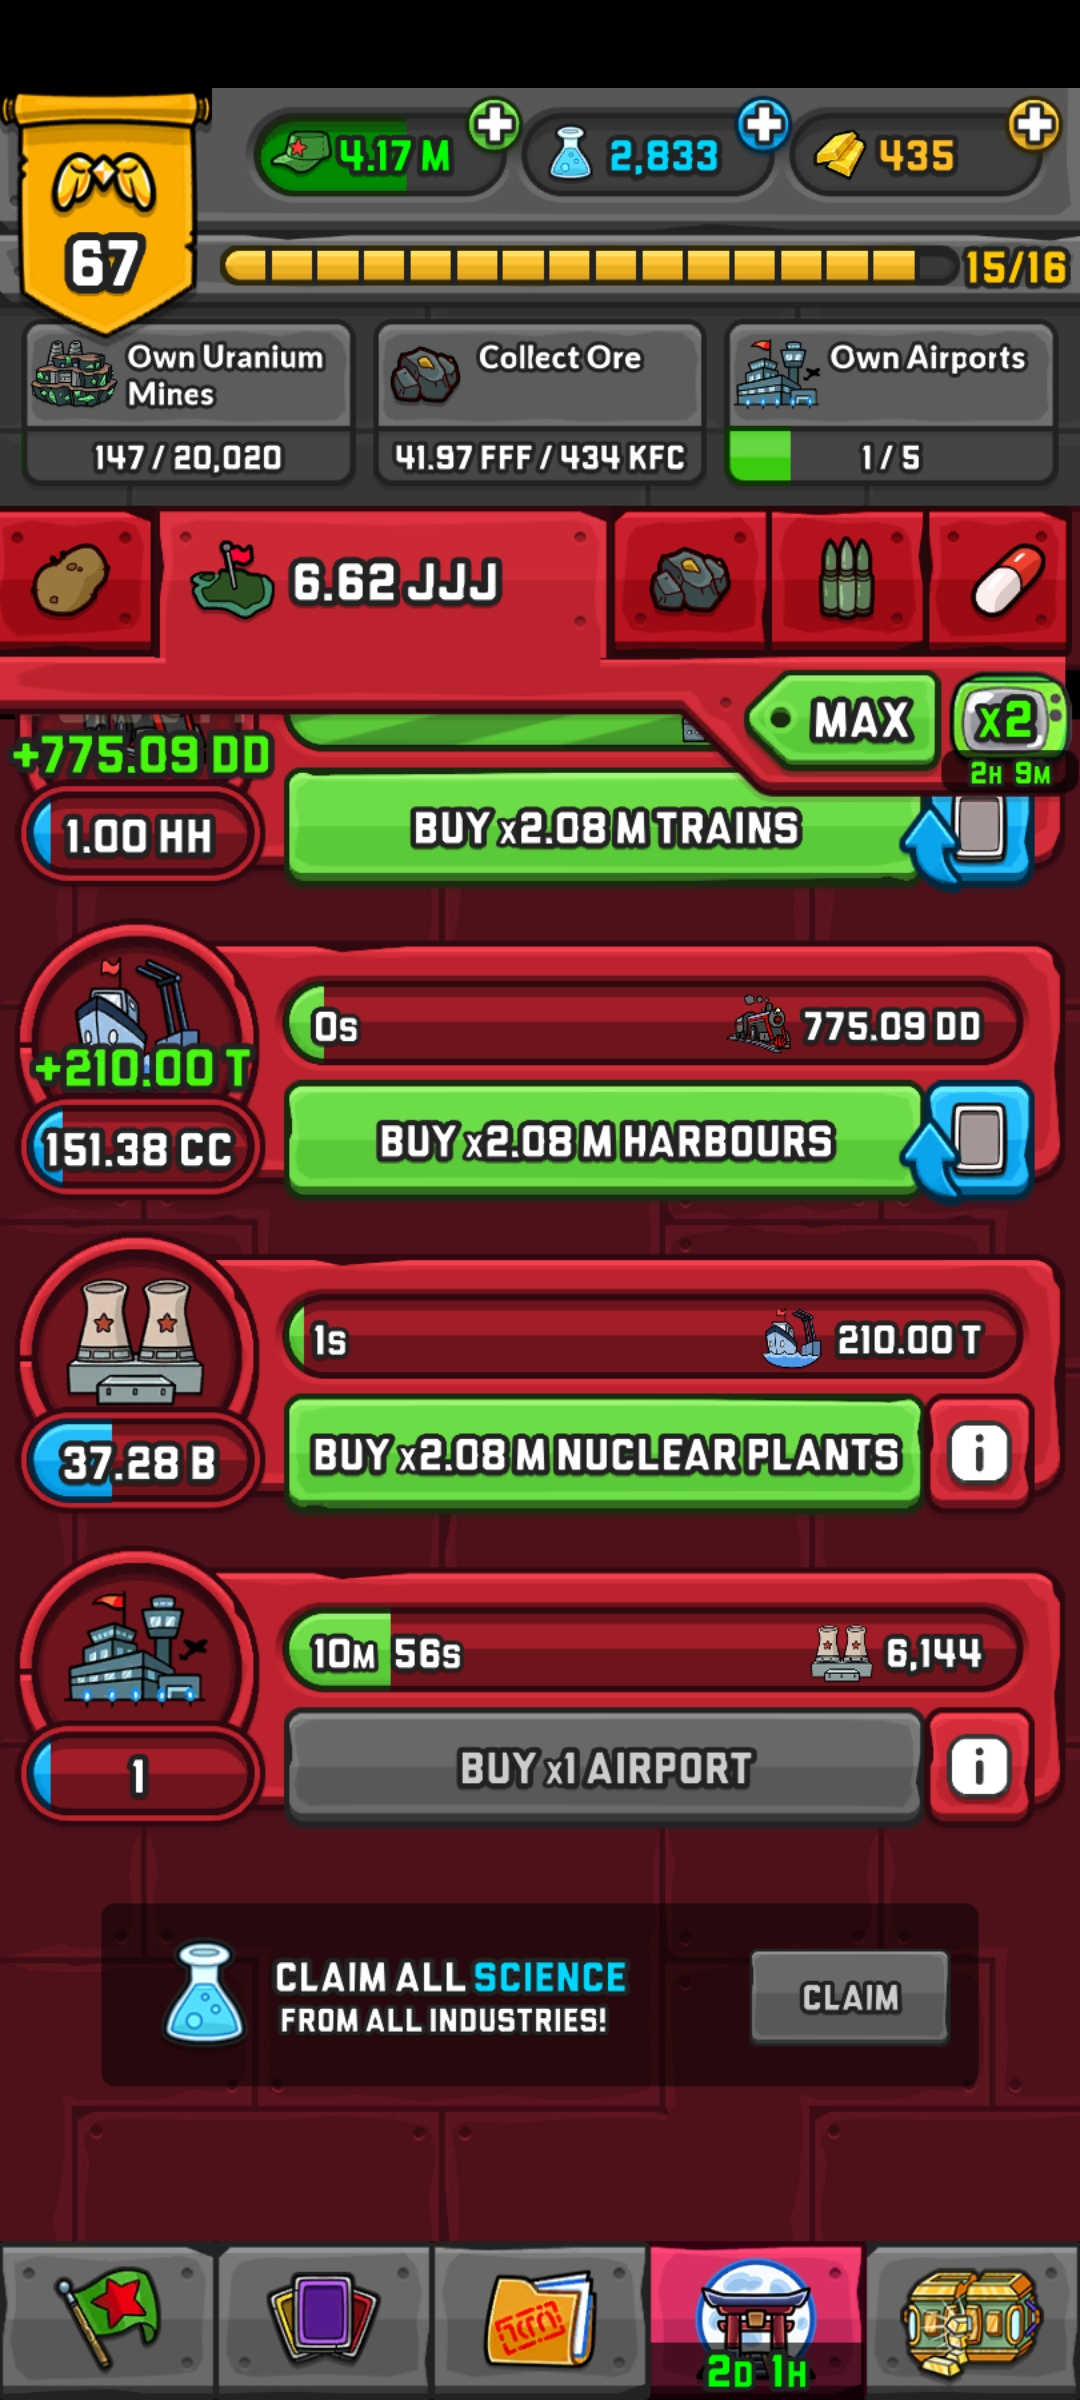 4.17 M
2,833
435
67
15/16
Own Uranium
Mines
147 / 20,020
Collect Ore
41.97 FFF / 434 KFC
Own Airports
1 / 5
6.62 JJJ
MAX
x2
2H 9M
+775.09 DD
1.00 HH
BUY x2.08 M TRAINS
+210.00 T
151.38 CC
0s
775.09 DD
BUY x2.08 M HARBOURS
37.28 B
1s
210.00 T
BUY x2.08 M NUCLEAR PLANTS
i
1
10M 56s
6,144
BUY x1 AIRPORT
i
CLAIM ALL SCIENCE
FROM ALL INDUSTRIES!
CLAIM
2D 1H